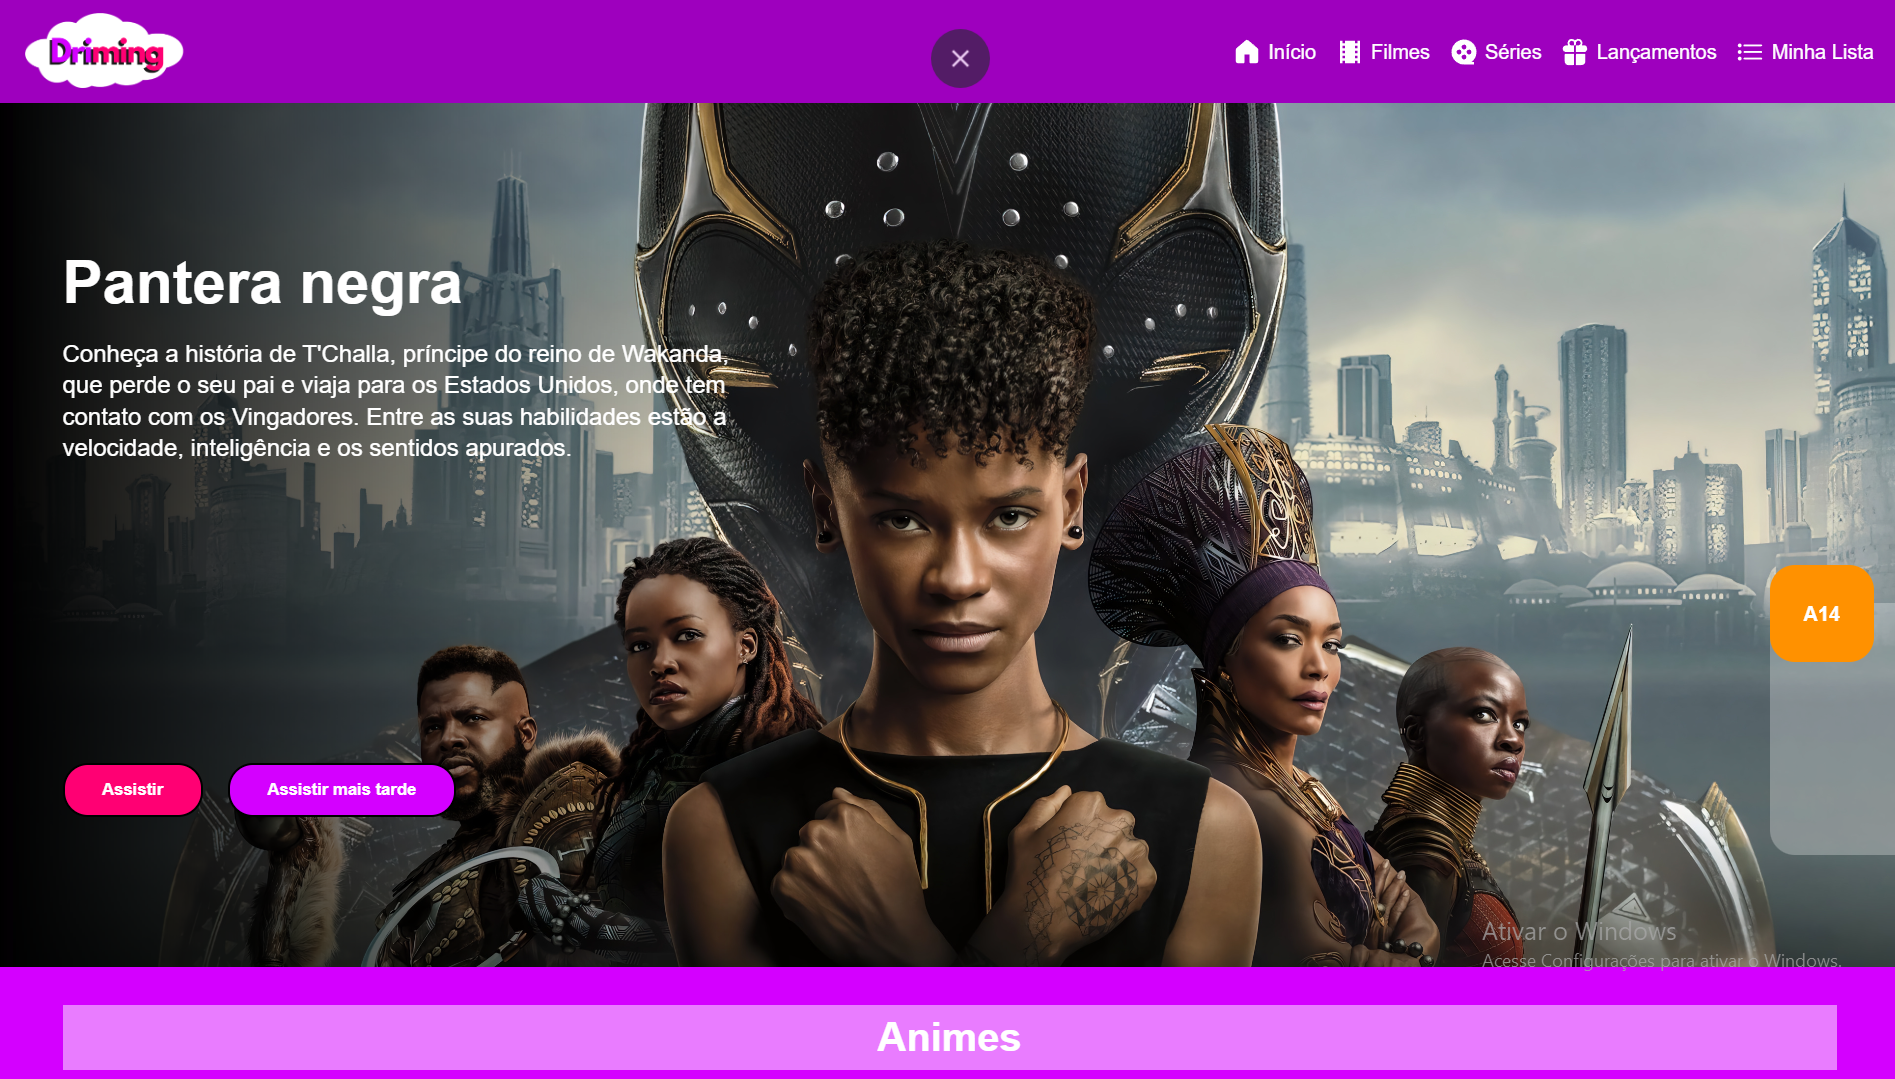 Driming
Início
Filmes
Séries
Lançamentos
Minha Lista
Pantera negra
Conheça a história de T'Challa, príncipe do reino de Wakanda,
que perde o seu pai e viaja para os Estados Unidos, onde tem
contato com os Vingadores. Entre as suas habilidades estão a
velocidade, inteligência e os sentidos apurados.
A14
Assistir
Assistir mais tarde
Ativar o Windows
Acesse Configurações para ativar o Windows.
Animes